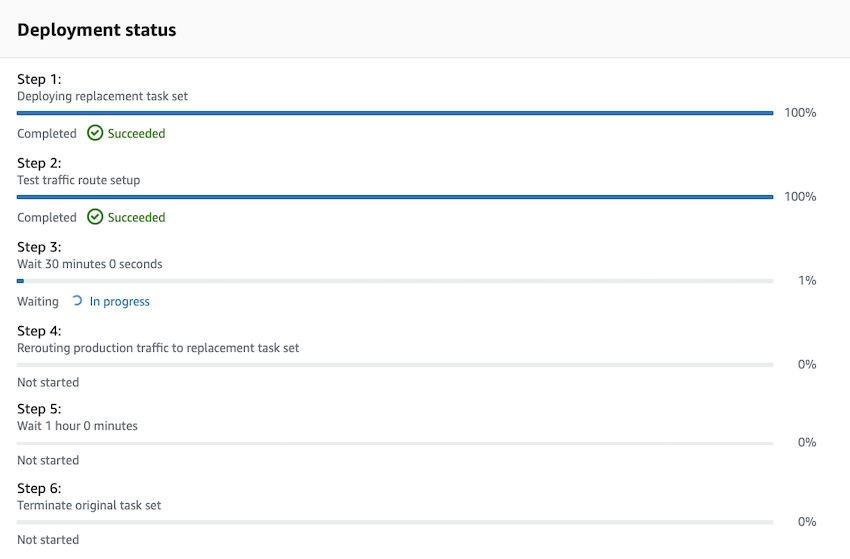 Deployment status
Step 1:
Deploying replacement task set
100%
Completed Succeeded
Step 2:
Test traffic route setup
100%
Completed Succeeded
Step 3:
Wait 30 minutes 0 seconds
1%
Waiting In progress
Step 4:
Rerouting production traffic to replacement task set
0%
Not started
Step 5:
Wait 1 hour 0 minutes
0%
Not started
Step 6:
Terminate original task set
0%
Not started